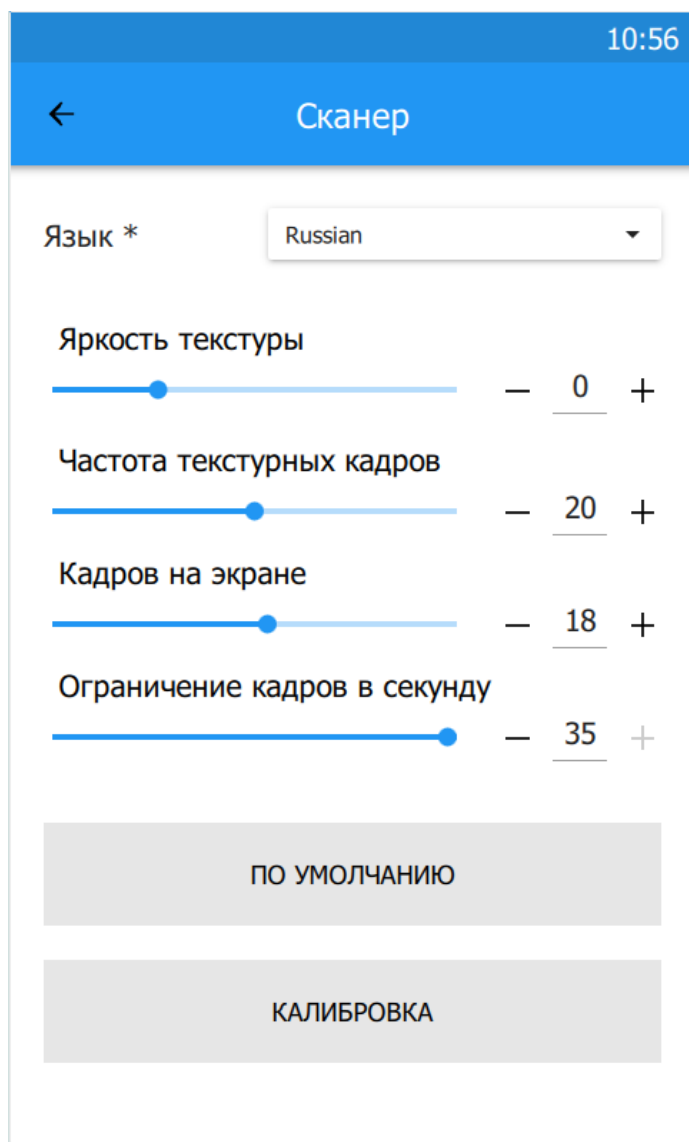 10:56
Сканер
Язык * Russian
Яркость текстуры
0
Частота текстурных кадров
20
Кадров на экране
18
Ограничение кадров в секунду
35
ПО УМОЛЧАНИЮ
КАЛИБРОВКА